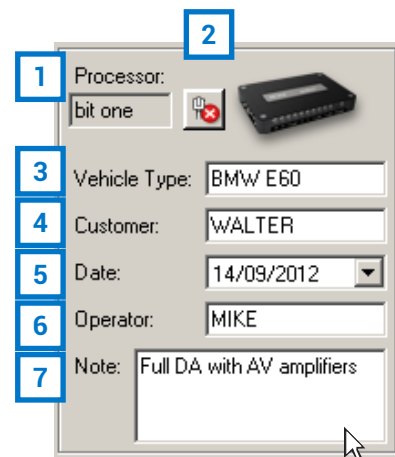 2
1 Processor:
bit one
3 Vehicle Type: BMW E60
4 Customer: WALTER
5 Date: 14/09/2012
6 Operator: MIKE
7 Note: Full DA with AV amplifiers